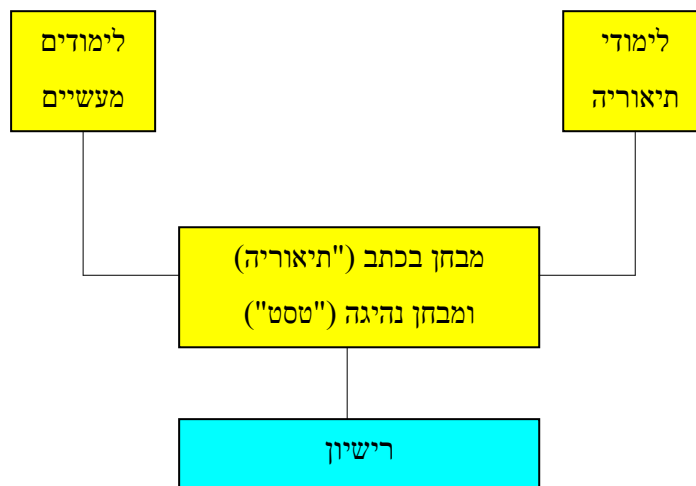 לימודי
תיאוריה
לימודים
מעשיים
מבחן בכתב ("תיאוריה)
ומבחן נהיגה ("טסט")
רישיון